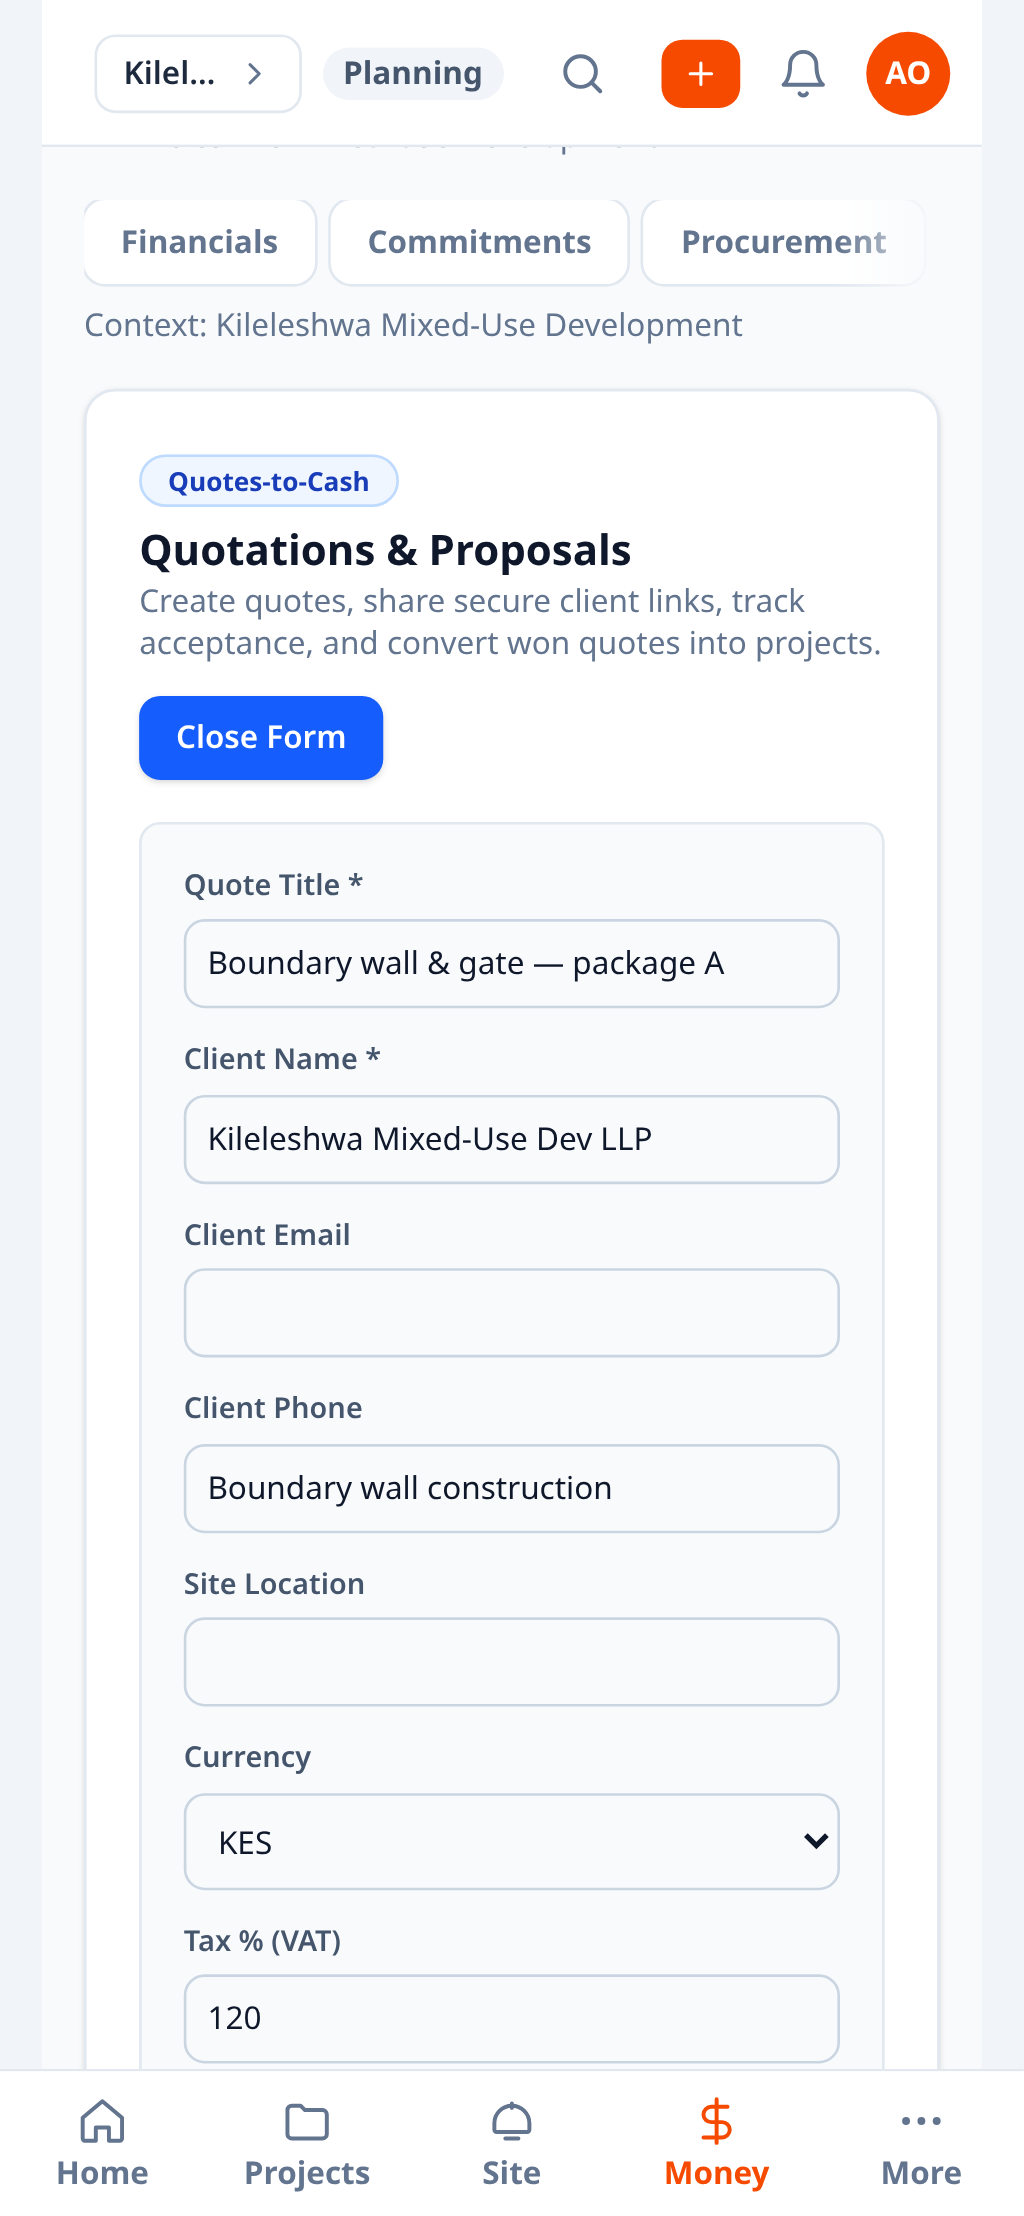 Kilel...
Planning
AO
Financials
Commitments
Procurement
Context: Kileleshwa Mixed-Use Development
Quotes-to-Cash
Quotations & Proposals
Create quotes, share secure client links, track
acceptance, and convert won quotes into projects.
Close Form
Quote Title *
Boundary wall & gate — package A
Client Name *
Kileleshwa Mixed-Use Dev LLP
Client Email
Client Phone
Boundary wall construction
Site Location
Currency
KES
Tax % (VAT)
120
Home
Projects
Site
Money
More